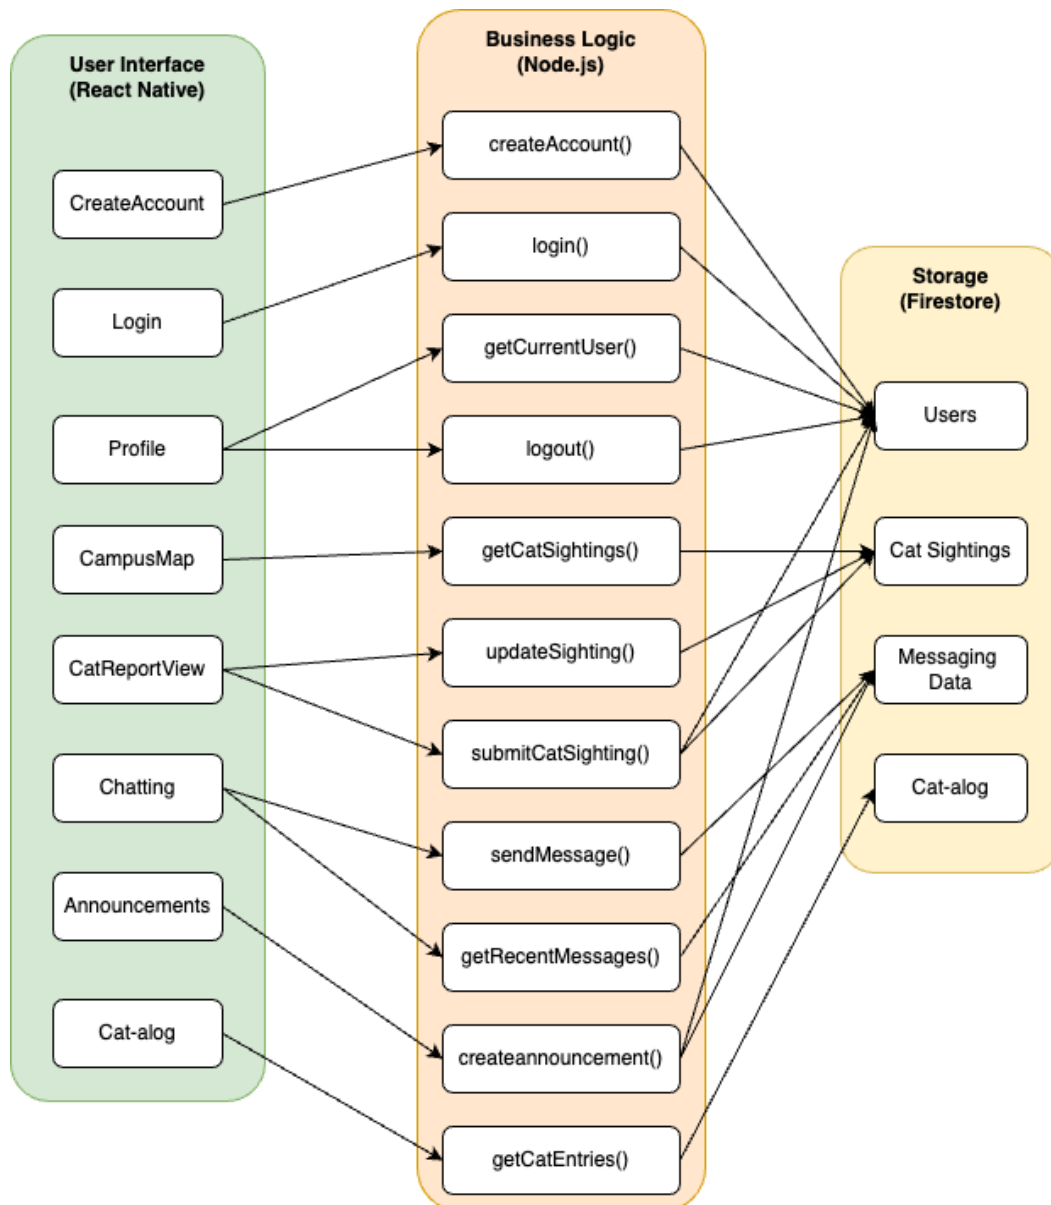 User Interface
(React Native)
CreateAccount
Login
Profile
CampusMap
CatReportView
Chatting
Announcements
Cat-alog
Business Logic
(Node.js)
createAccount()
login()
getCurrentUser()
logout()
getCatSightings()
updateSighting()
submitCatSighting()
sendMessage()
getRecentMessages()
createannouncement()
getCatEntries()
Storage
(Firestore)
Users
Cat Sightings
Messaging
Data
Cat-alog